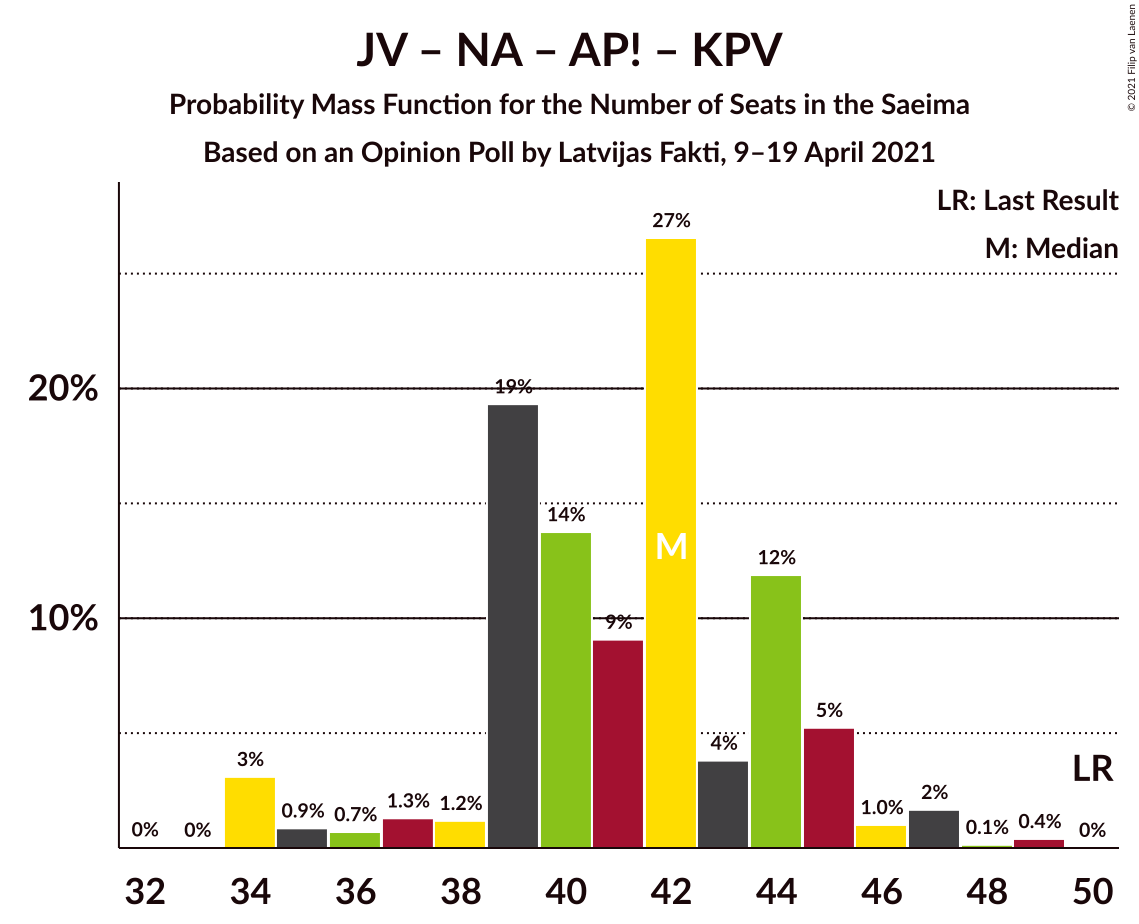 JV – NA – AP! – KPV
Probability Mass Function for the Number of Seats in the Saeima
Based on an Opinion Poll by Latvijas Fakti, 9–19 April 2021
© 2021 Filip van Laenen
LR: Last Result
M: Median
20%
10%
0%
0%
3%
0.9%
0.7%
1.3%
1.2%
19%
14%
9%
27%
M
4%
12%
5%
1.0%
2%
0.1%
0.4%
0%
LR
32 34 36 38 40 42 44 46 48 50